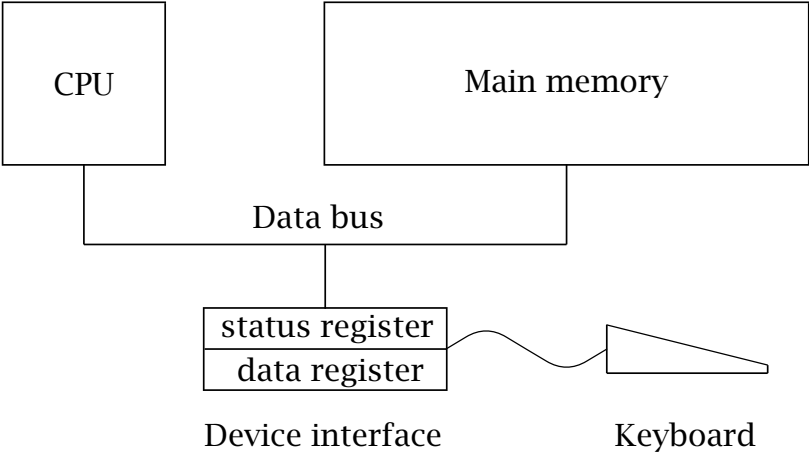 CPU
Main memory
Data bus
status register
data register
Device interface
Keyboard